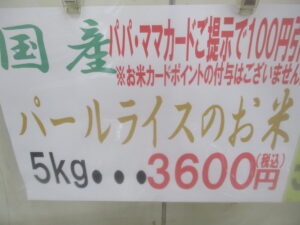 国産
パパ・ママカードご提示で100円引
※お米カードポイントの付与はございません
パールライスのお米
5kg●●●3600円(税込)